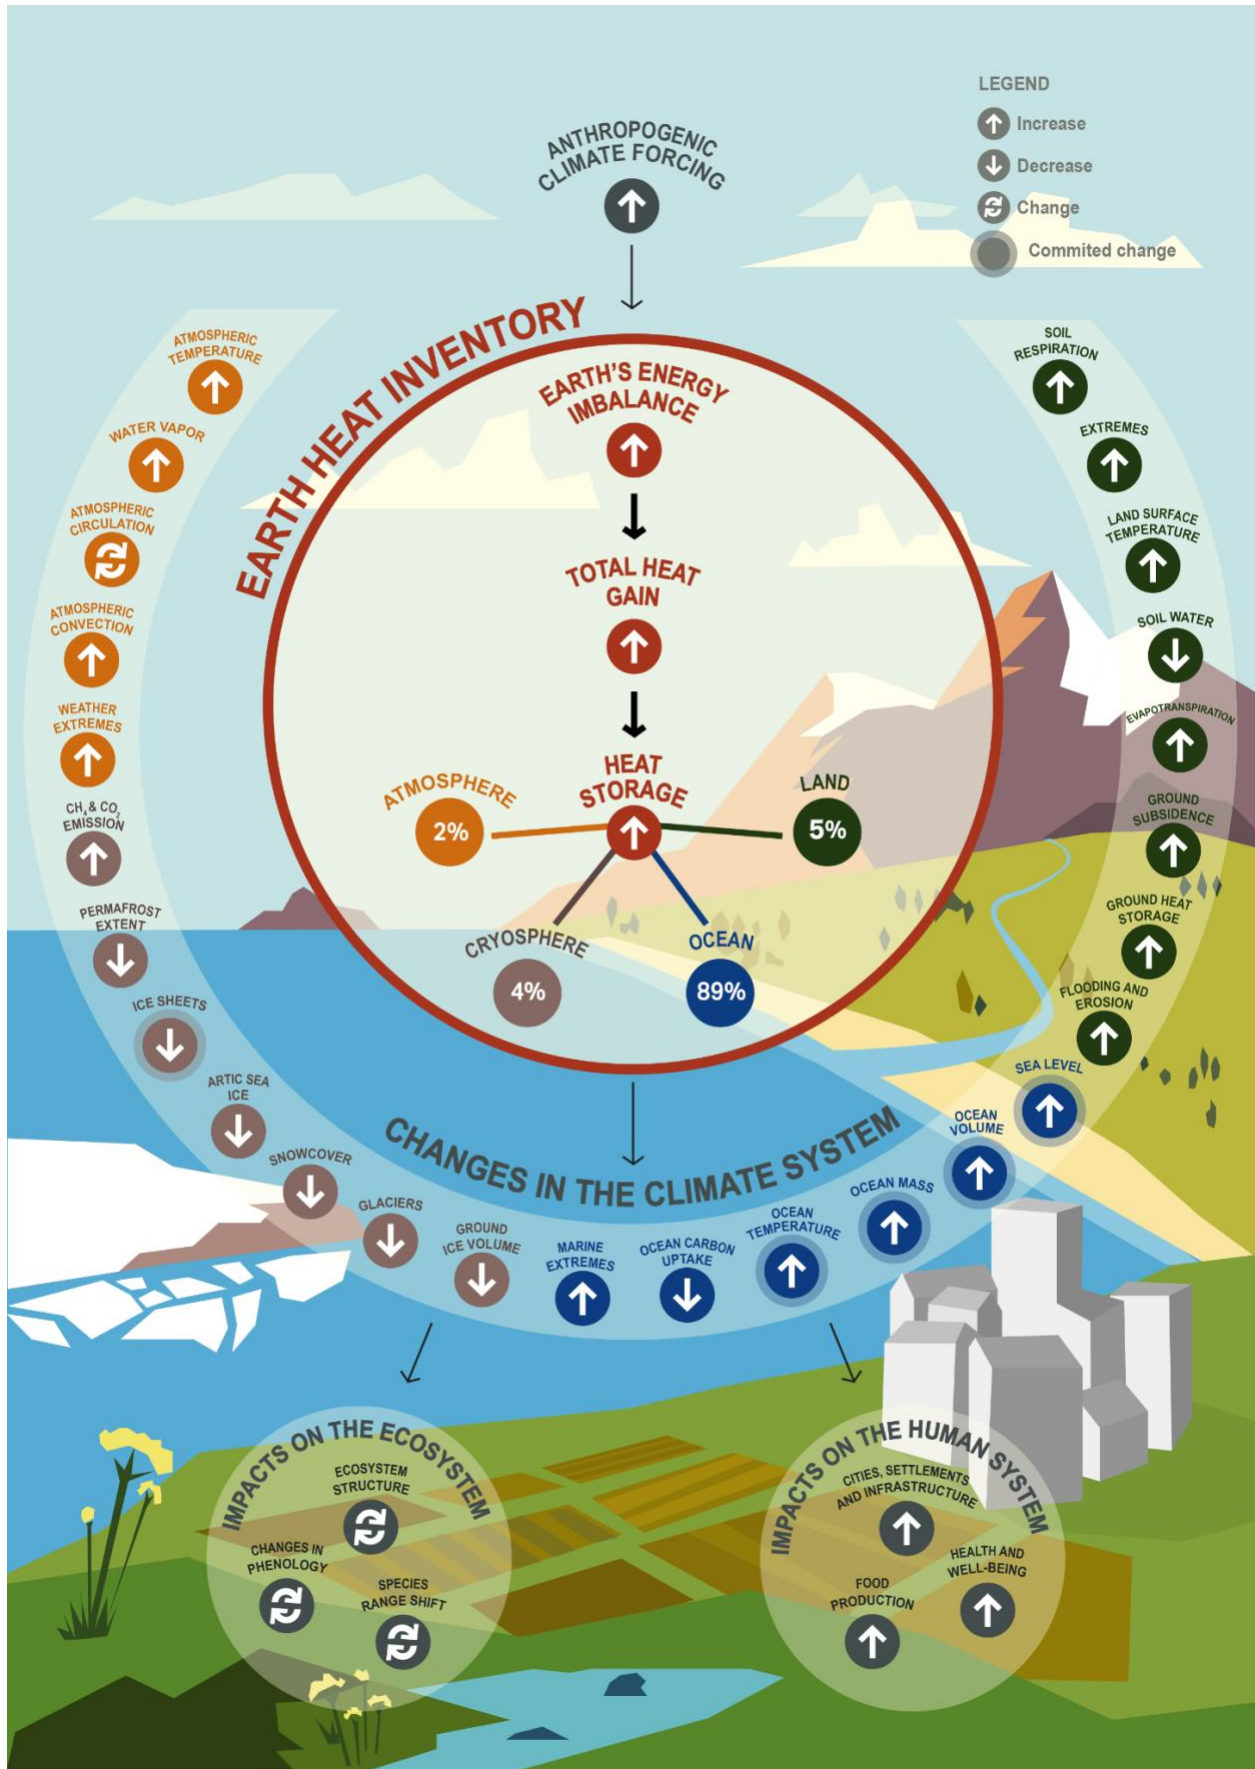 LEGEND
Increase
Decrease
Change
Commited change
ANTHROPOGENIC
CLIMATE FORCING
EARTH HEAT INVENTORY
EARTH'S ENERGY
IMBALANCE
TOTAL HEAT
GAIN
HEAT
STORAGE
ATMOSPHERE
2%
LAND
5%
CRYOSPHERE
4%
OCEAN
89%
CHANGES IN THE CLIMATE SYSTEM
ATMOSPHERIC
TEMPERATURE
WATER VAPOR
ATMOSPHERIC
CIRCULATION
ATMOSPHERIC
CONVECTION
WEATHER
EXTREMES
CH₄ & CO₂
EMISSION
PERMAFROST
EXTENT
ICE SHEETS
ARTIC SEA
ICE
SNOWCOVER
GLACIERS
GROUND
ICE VOLUME
MARINE
EXTREMES
OCEAN CARBON
UPTAKE
OCEAN
TEMPERATURE
OCEAN MASS
OCEAN
VOLUME
SEA LEVEL
FLOODING AND
EROSION
GROUND HEAT
STORAGE
GROUND
SUBSIDENCE
EVAPOTRANSPIRATION
SOIL WATER
LAND SURFACE
TEMPERATURE
EXTREMES
SOIL
RESPIRATION
IMPACTS ON THE ECOSYSTEM
ECOSYSTEM
STRUCTURE
CHANGES IN
PHENOLOGY
SPECIES
RANGE SHIFT
IMPACTS ON THE HUMAN SYSTEM
CITIES, SETTLEMENTS
AND INFRASTRUCTURE
HEALTH AND
WELL-BEING
FOOD
PRODUCTION